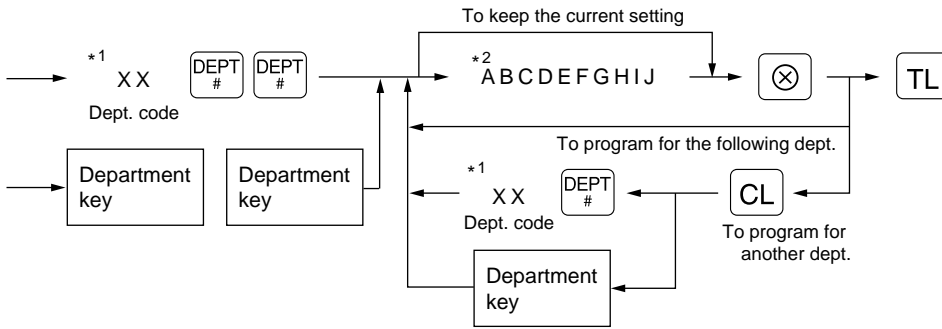 To keep the current setting
*1 XX DEPT # DEPT # *2 ABCDEFGHIJ ⊗ TL
Dept. code
To program for the following dept.
Department key
Department key
*1 XX DEPT # CL
Dept. code
To program for another dept.
Department key